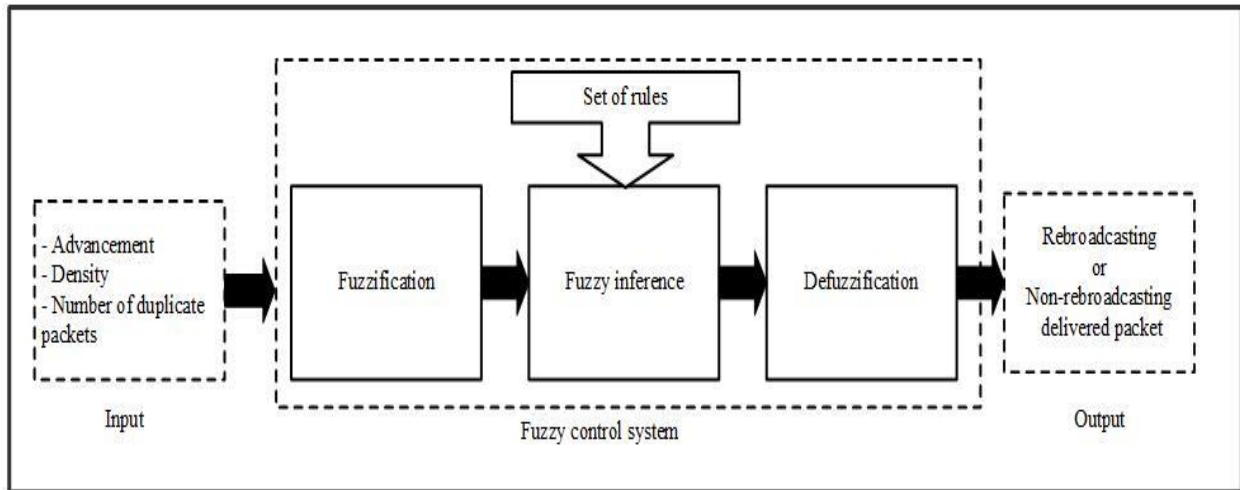 Set of rules
- Advancement
- Density
- Number of duplicate
packets
Fuzzification
Fuzzy inference
Defuzzification
Rebroadcasting
or
Non-rebroadcasting
delivered packet
Input
Fuzzy control system
Output